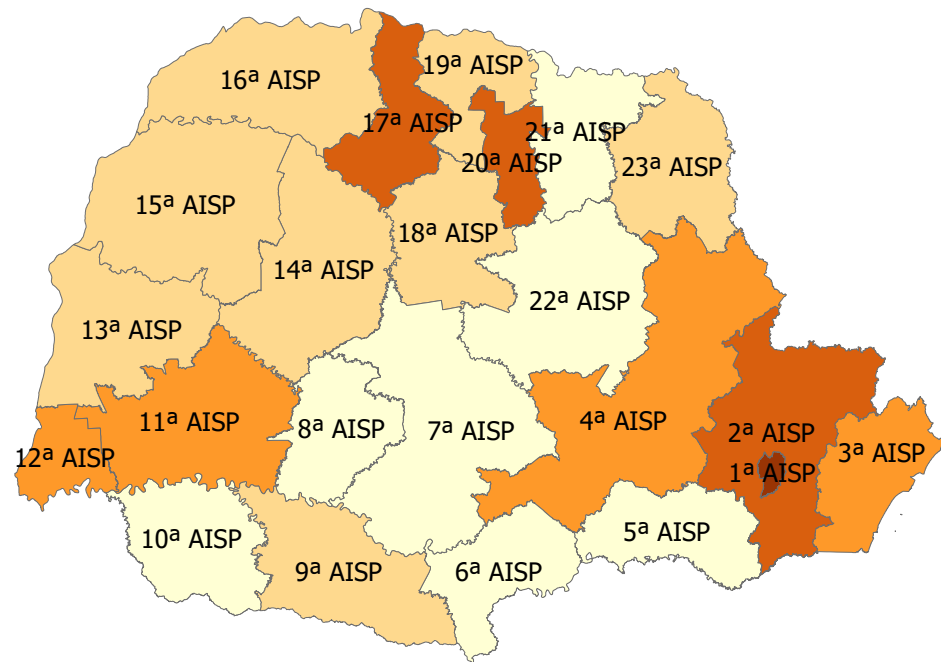 19ª AISP
16ª AISP
17ª AISP
21ª AISP
20ª AISP
23ª AISP
15ª AISP
18ª AISP
14ª AISP
22ª AISP
13ª AISP
11ª AISP
8ª AISP
7ª AISP
4ª AISP
2ª AISP
3ª AISP
12ª AISP
1ª AISP
10ª AISP
5ª AISP
9ª AISP
6ª AISP